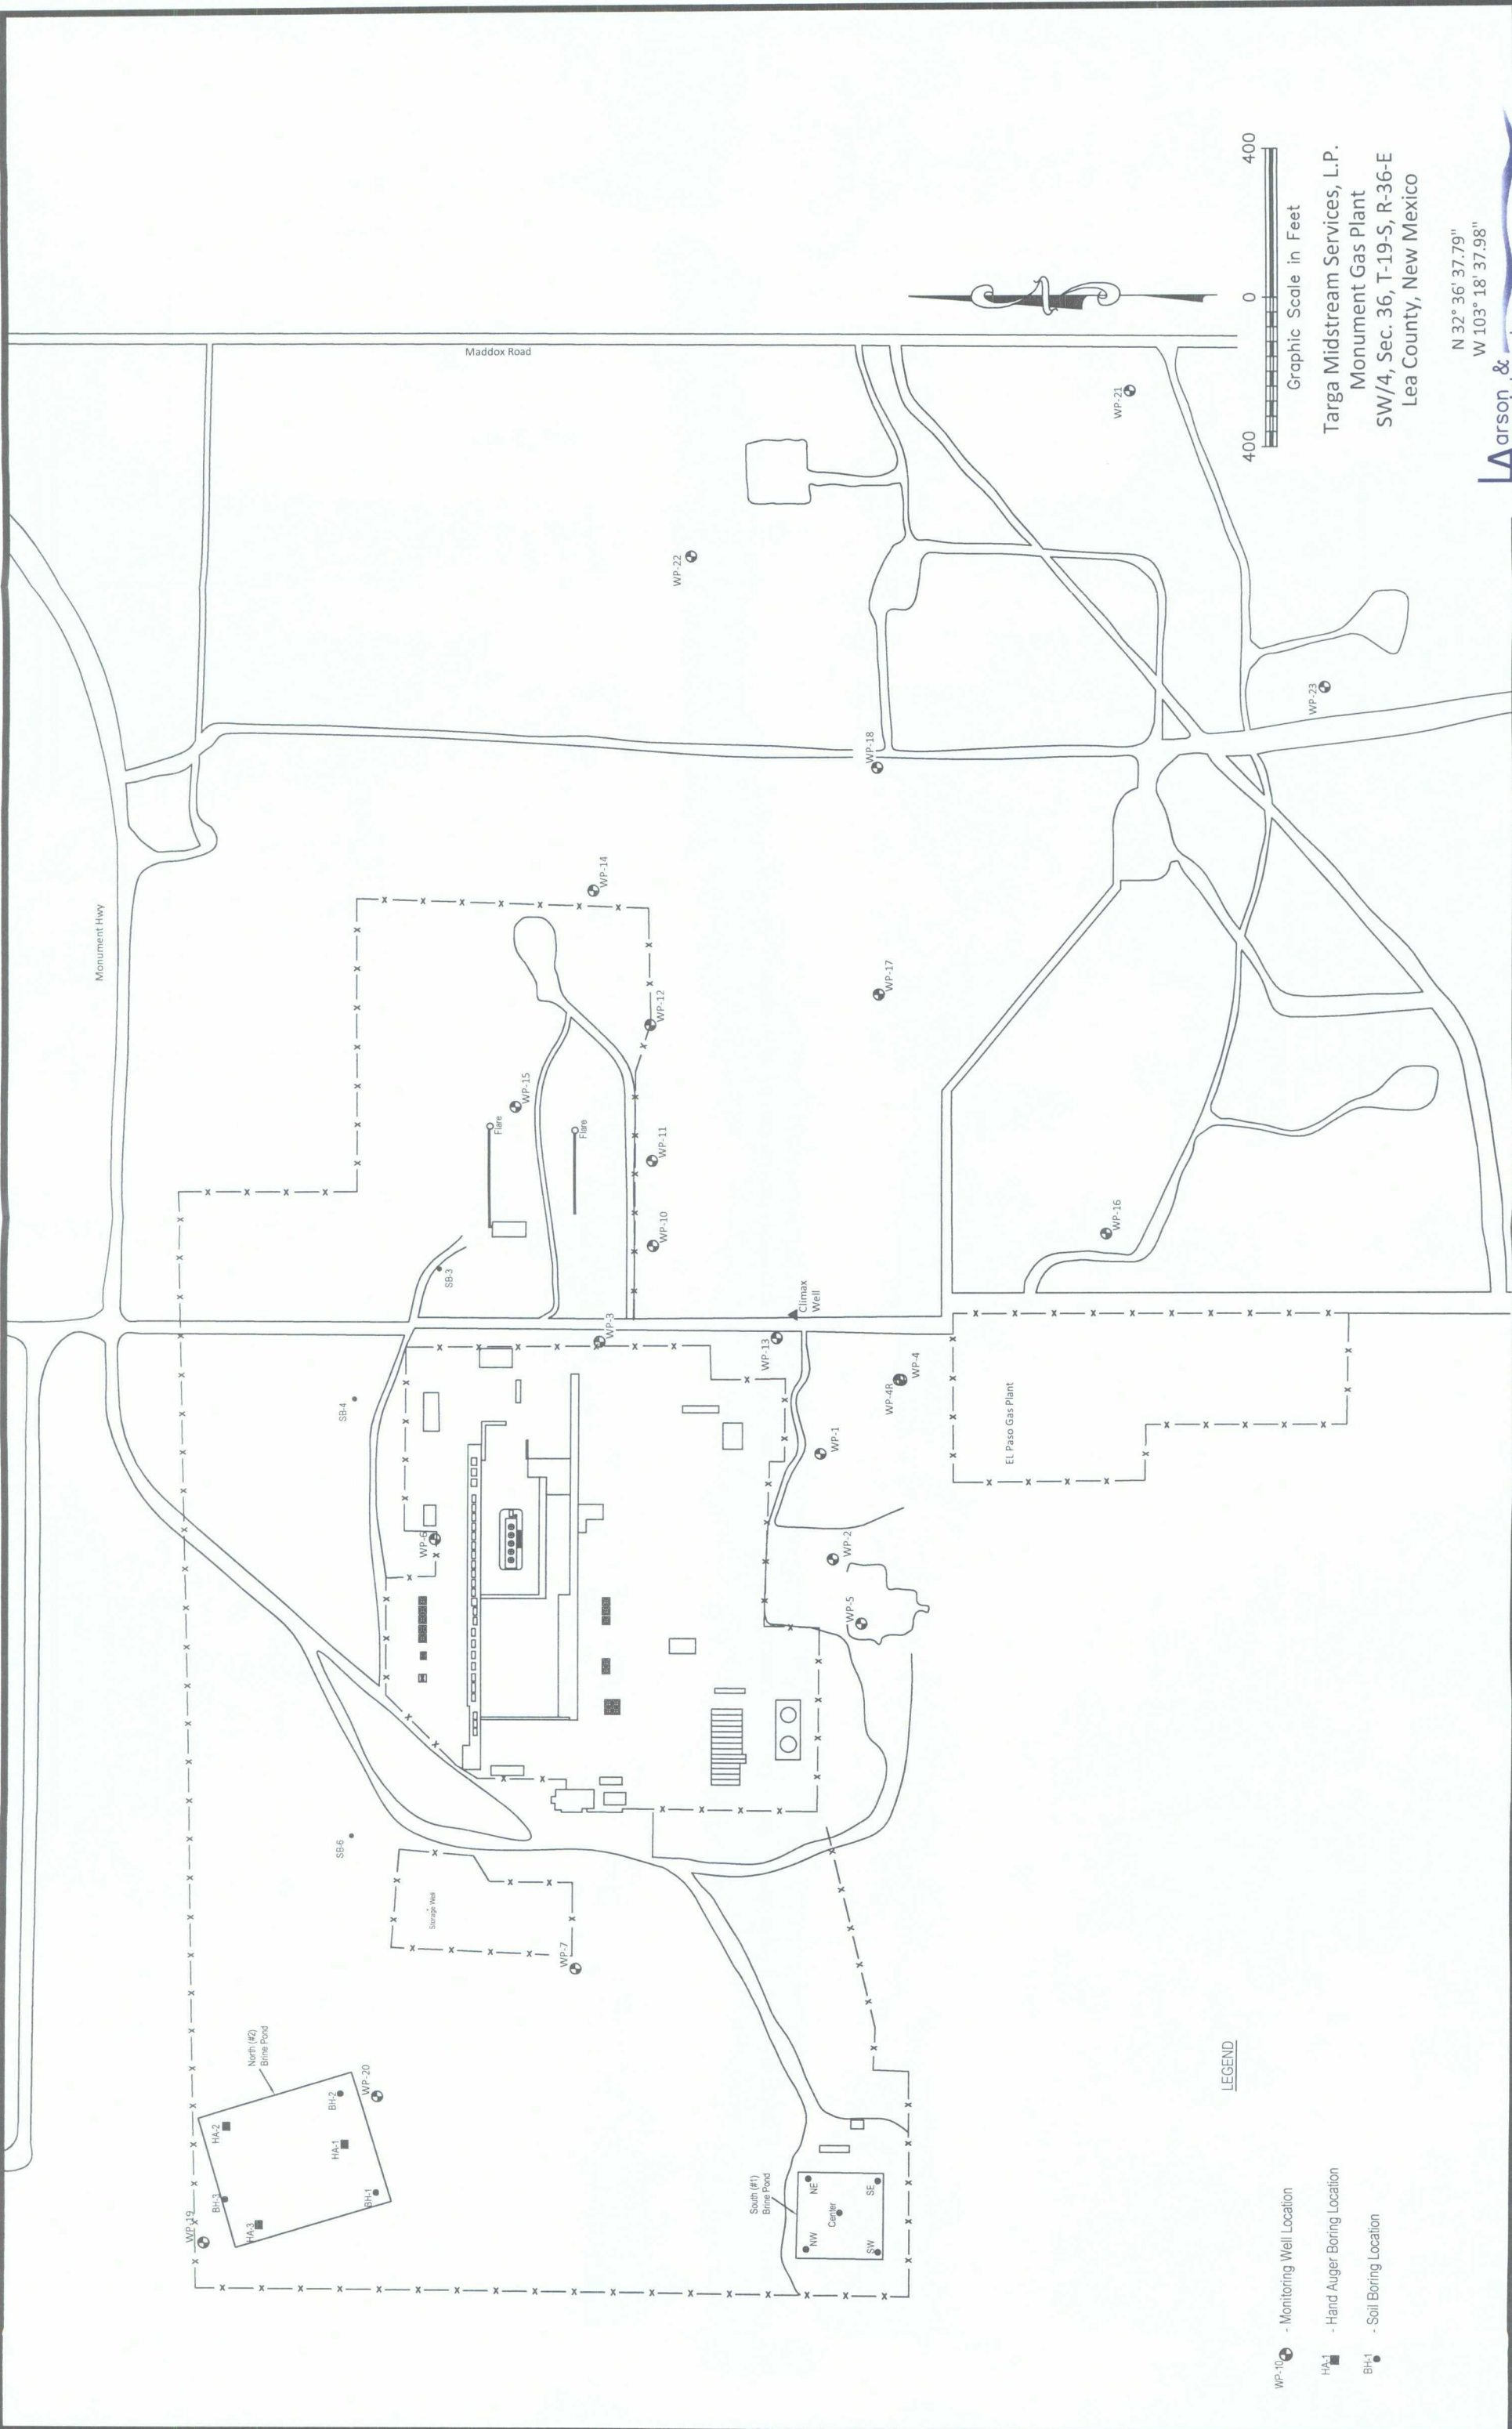 Monument Hwy
Maddox Road
WP-19
HA-3
BH-3
HA-2
BH-1
HA-1
BH-2
WP-20
North (#2)
Brine Pond
SB-6
SB-4
SB-3
Storage Well
WP-7
WP-6
WP-3
Flare
Flare
WP-15
WP-14
WP-10
WP-11
WP-12
South (#1)
Brine Pond
NW
NE
Center
SW
SE
WP-5
WP-2
WP-1
WP-13
Climax
Well
WP-4R
WP-4
WP-17
WP-18
WP-22
El Paso Gas Plant
WP-16
WP-21
WP-23
LEGEND
WP-10 - Monitoring Well Location
HA-1 - Hand Auger Boring Location
BH-1 - Soil Boring Location
400 0 400
Graphic Scale in Feet
Targa Midstream Services, L.P.
Monument Gas Plant
SW/4, Sec. 36, T-19-S, R-36-E
Lea County, New Mexico
N 32° 36' 37.79"
W 103° 18' 37.98"
Larson &